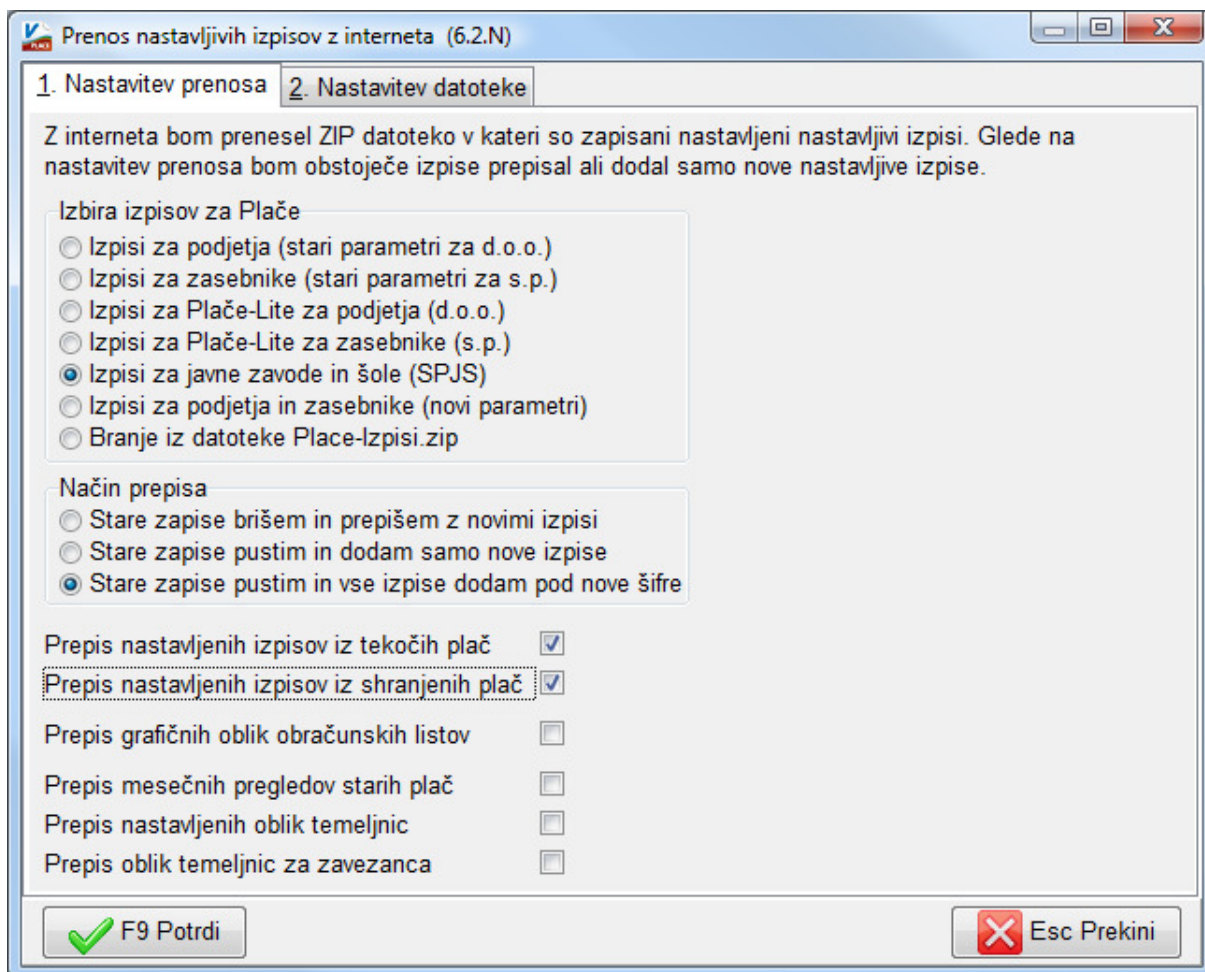 Prenos nastavljivih izpisov z interneta (6.2.N)
1. Nastavitev prenosa 2. Nastavitev datoteke
Z interneta bom prenesel ZIP datoteko v kateri so zapisani nastavljeni nastavljivi izpisi. Glede na
nastavitev prenosa bom obstoječe izpise prepisal ali dodal samo nove nastavljive izpise.
Izbira izpisov za Plače
Izpisi za podjetja (stari parametri za d.o.o.)
Izpisi za zasebnike (stari parametri za s.p.)
Izpisi za Plače-Lite za podjetja (d.o.o.)
Izpisi za Plače-Lite za zasebnike (s.p.)
Izpisi za javne zavode in šole (SPJS)
Izpisi za podjetja in zasebnike (novi parametri)
Branje iz datoteke Place-Izpisi.zip
Način prepisa
Stare zapise brišem in prepišem z novimi izpisi
Stare zapise pustim in dodam samo nove izpise
Stare zapise pustim in vse izpise dodam pod nove šifre
Prepis nastavljenih izpisov iz tekočih plač
Prepis nastavljenih izpisov iz shranjenih plač
Prepis grafičnih oblik obračunskih listov
Prepis mesečnih pregledov starih plač
Prepis nastavljenih oblik temeljnic
Prepis oblik temeljnic za zavezanca
F9 Potrdi Esc Prekini